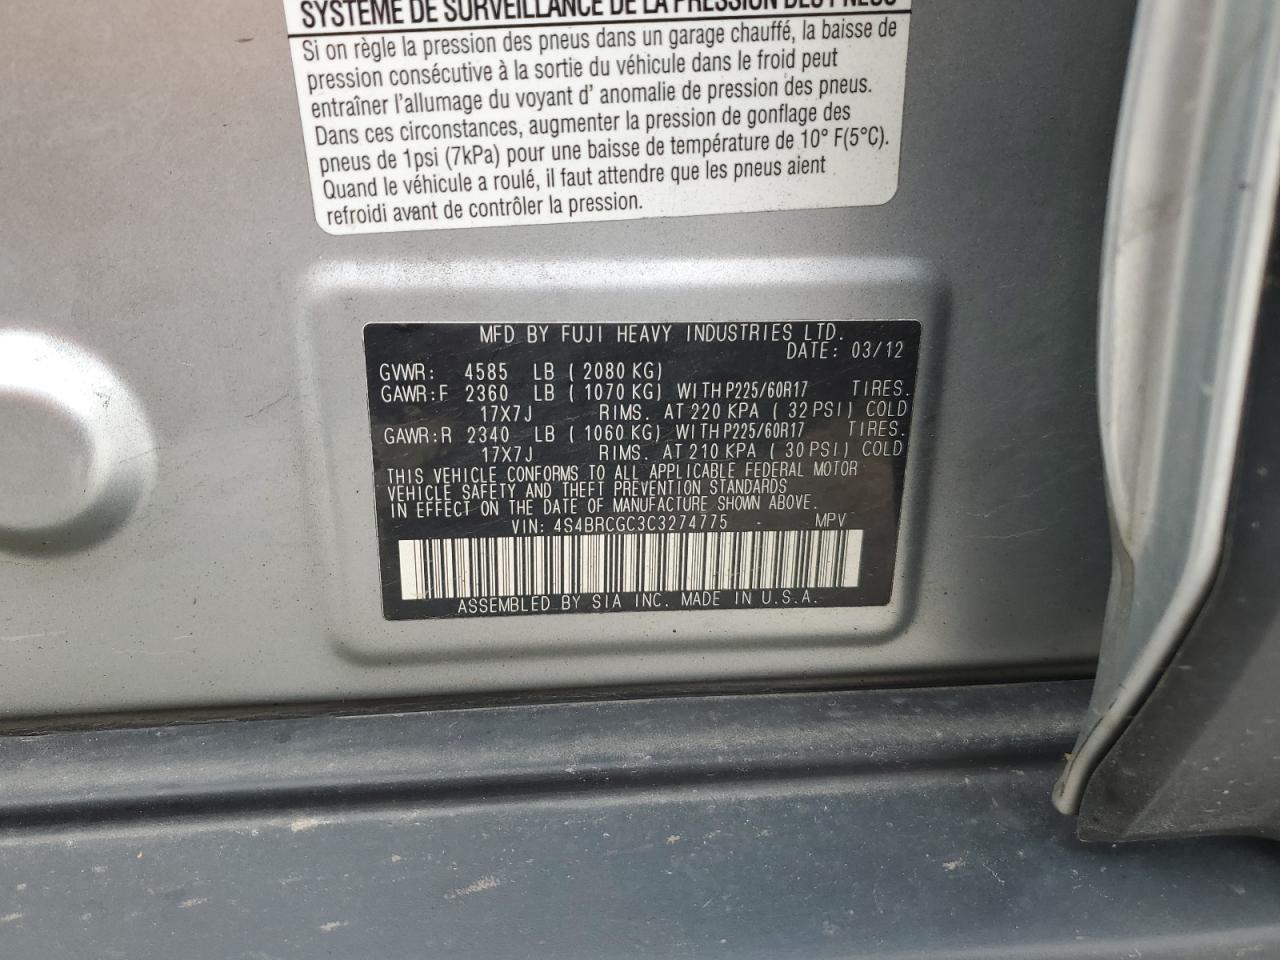 SYSTÈME DE SURVEILLANCE DE LA PRESSION DES PNEUS
Si on règle la pression des pneus dans un garage chauffé, la baisse de
pression consécutive à la sortie du véhicule dans le froid peut
entraîner l'allumage du voyant d' anomalie de pression des pneus.
Dans ces circonstances, augmenter la pression de gonflage des
pneus de 1psi (7kPa) pour une baisse de température de 10° F(5°C).
Quand le véhicule a roulé, il faut attendre que les pneus aient
refroidi avant de contrôler la pression.
MFD BY FUJI HEAVY INDUSTRIES LTD.
DATE: 03/12
GVWR: 4585 LB ( 2080 KG)
GAWR:F 2360 LB ( 1070 KG) WITH P225/60R17 TIRES.
17X7J RIMS. AT 220 KPA ( 32 PSI) COLD
GAWR:R 2340 LB ( 1060 KG) WITH P225/60R17 TIRES.
17X7J RIMS. AT 210 KPA ( 30 PSI) COLD
THIS VEHICLE CONFORMS TO ALL APPLICABLE FEDERAL MOTOR
VEHICLE SAFETY AND THEFT PREVENTION STANDARDS
IN EFFECT ON THE DATE OF MANUFACTURE SHOWN ABOVE.
VIN: 4S4BRCGC3C3274775 MPV
ASSEMBLED BY SIA INC. MADE IN U.S.A.